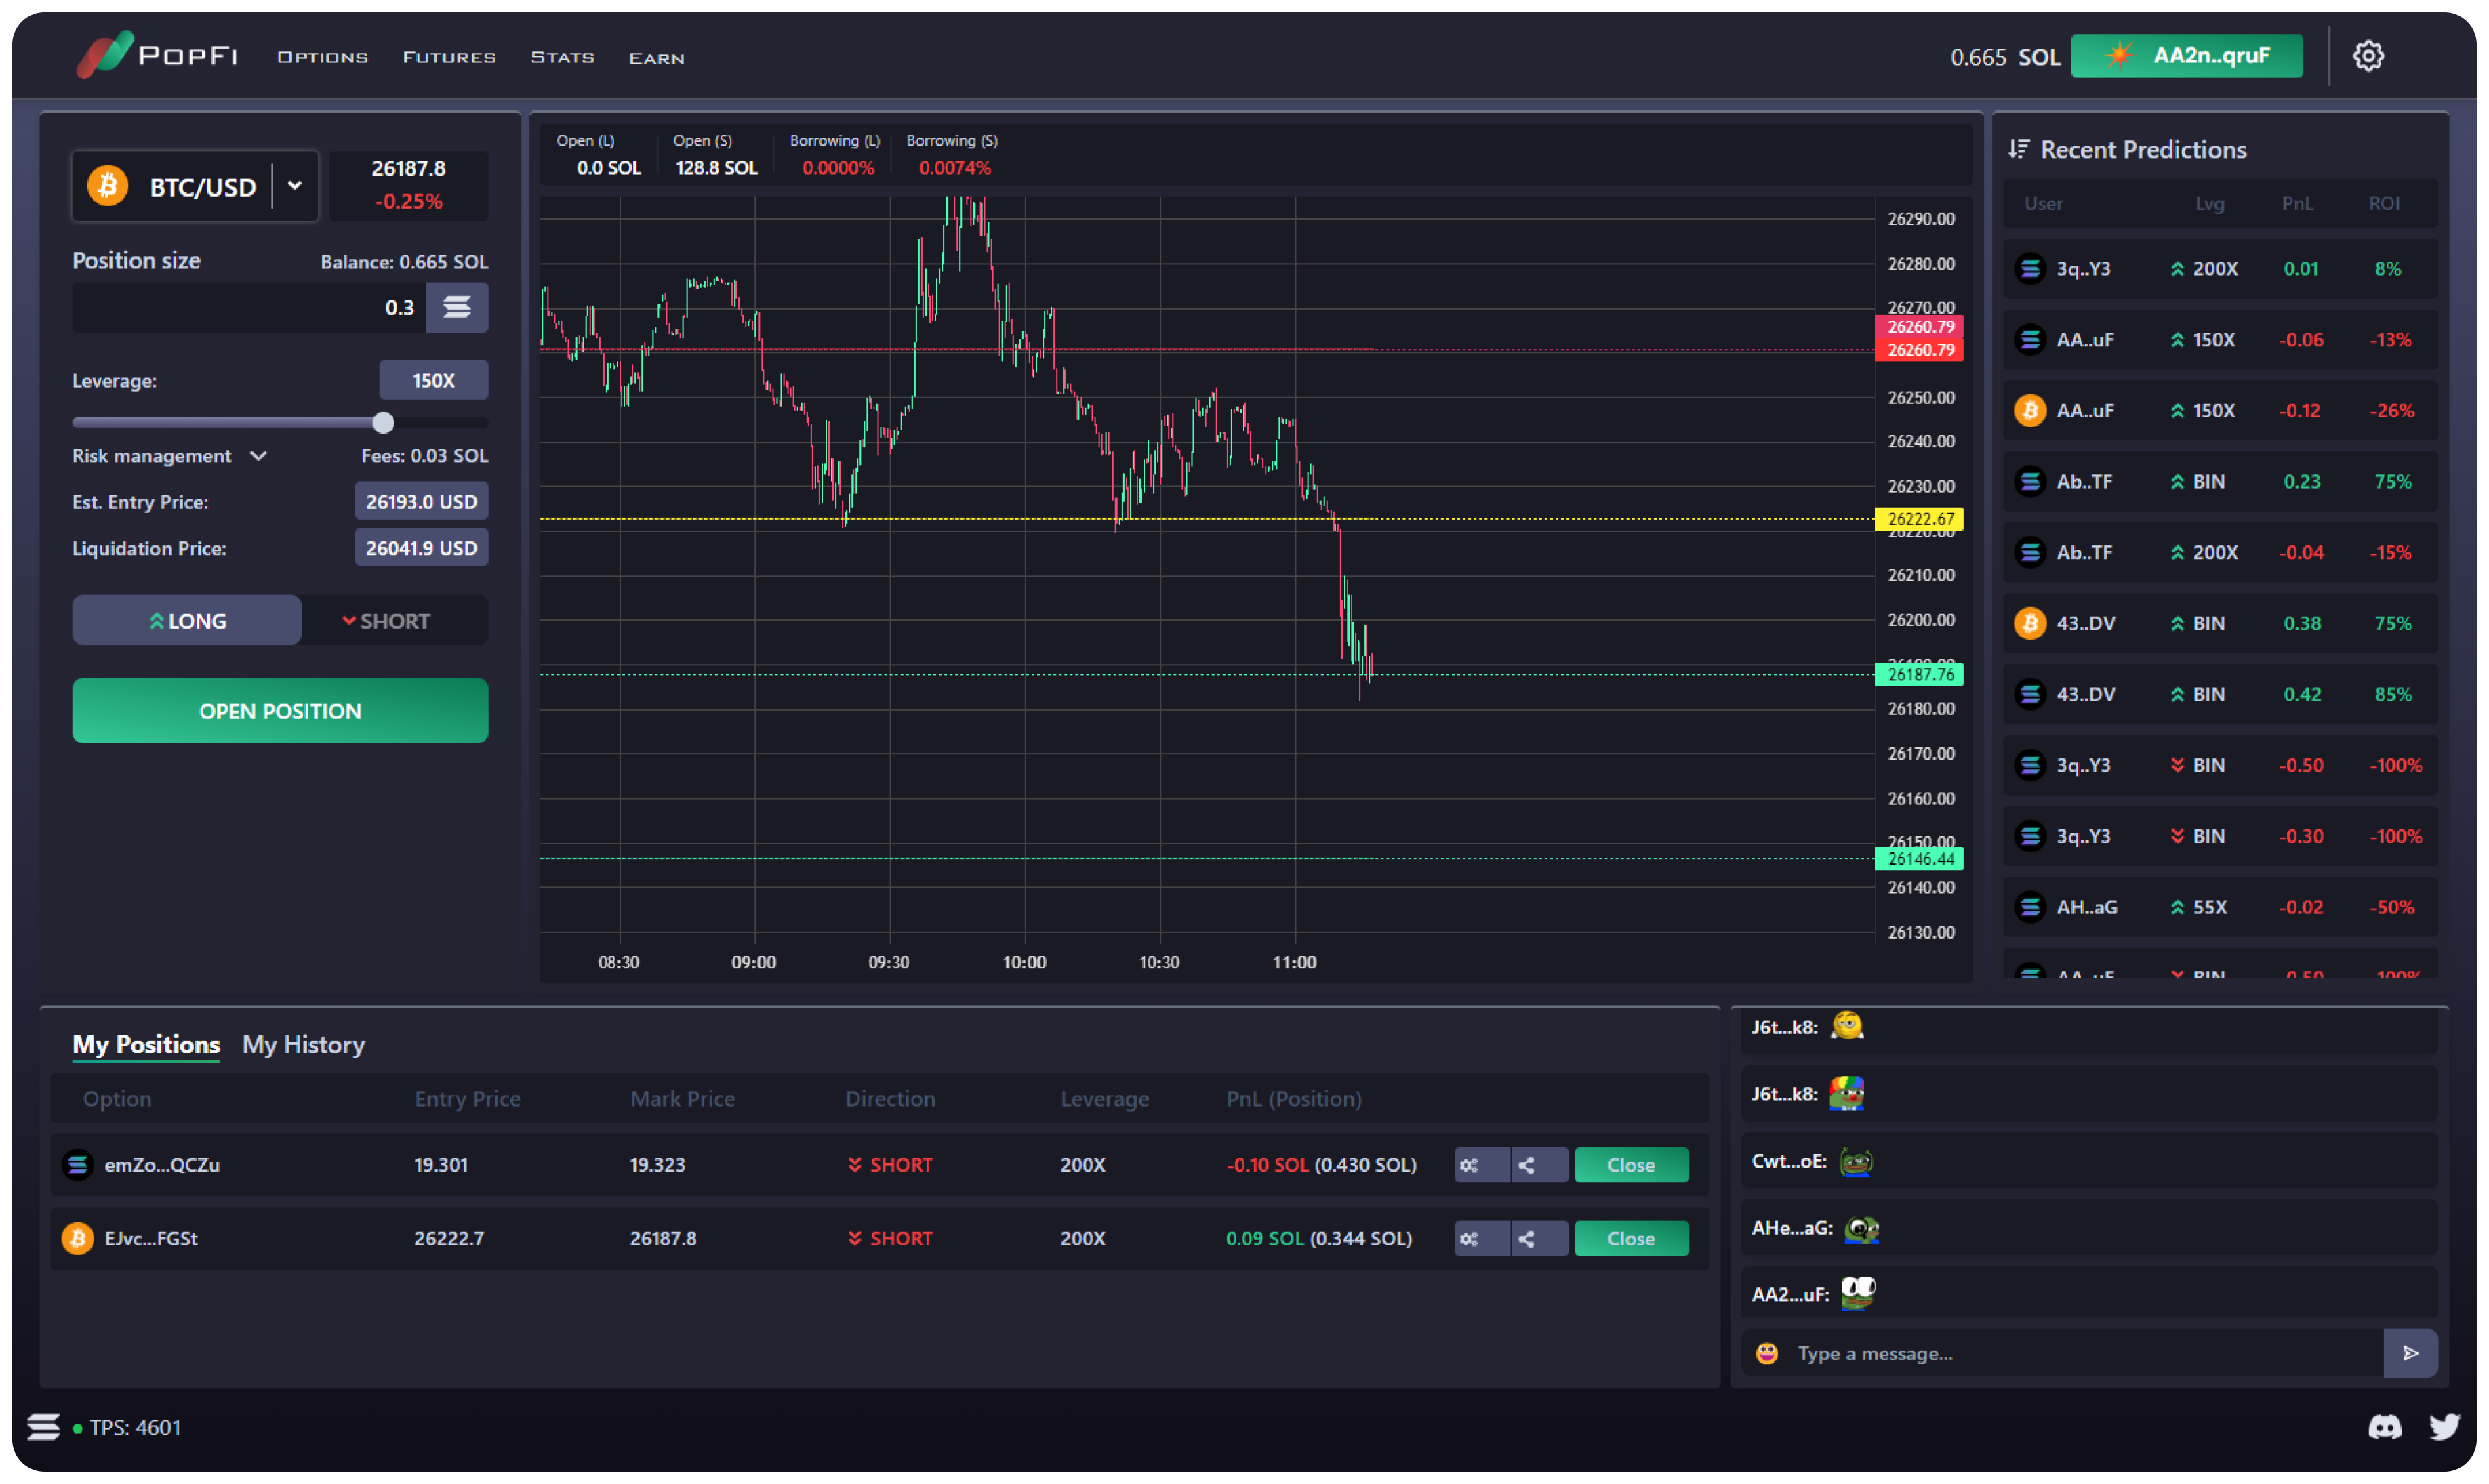 PopFi
Options
Futures
Stats
Earn
0.665 SOL
AA2n..qruF
BTC/USD
26187.8
-0.25%
Position size
Balance: 0.665 SOL
0.3
Leverage:
150X
Risk management
Fees: 0.03 SOL
Est. Entry Price:
26193.0 USD
Liquidation Price:
26041.9 USD
LONG
SHORT
OPEN POSITION
Open (L)
0.0 SOL
Open (S)
128.8 SOL
Borrowing (L)
0.0000%
Borrowing (S)
0.0074%
26290.00
26280.00
26270.00
26260.79
26260.79
26250.00
26240.00
26230.00
26222.67
26220.00
26210.00
26200.00
26187.76
26180.00
26170.00
26160.00
26150.00
26146.44
26140.00
26130.00
08:30 09:00 09:30 10:00 10:30 11:00
Recent Predictions
User Lvg PnL ROI
3q..Y3 200X 0.01 8%
AA..uF 150X -0.06 -13%
AA..uF 150X -0.12 -26%
Ab..TF BIN 0.23 75%
Ab..TF 200X -0.04 -15%
43..DV BIN 0.38 75%
43..DV BIN 0.42 85%
3q..Y3 BIN -0.50 -100%
3q..Y3 BIN -0.30 -100%
AH..aG 55X -0.02 -50%
AA..uF BIN -0.50 -100%
My Positions
My History
Option Entry Price Mark Price Direction Leverage PnL (Position)
emZo...QCZu 19.301 19.323 SHORT 200X -0.10 SOL (0.430 SOL) Close
EJvc...FGSt 26222.7 26187.8 SHORT 200X 0.09 SOL (0.344 SOL) Close
J6t...k8:
J6t...k8:
Cwt...oE:
AHe...aG:
AA2...uF:
Type a message...
TPS: 4601